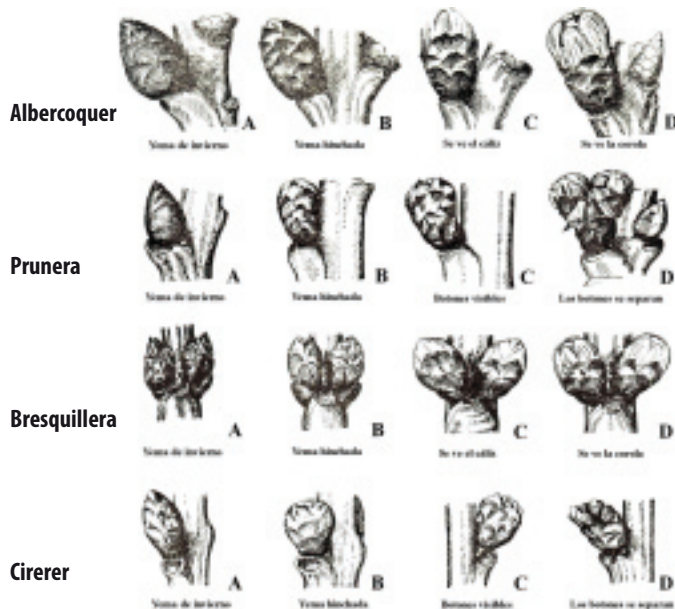 Albercoquer
A B C D
Yema de invierno Yema hinchada Se ve el cáliz Se ve la corola
Prunera
A B C D
Yema de invierno Yema hinchada Botones visibles Los botones se separan
Bresquillera
A B C D
Yema de invierno Yema hinchada Se ve el cáliz Se ve la corola
Cirerer
A B C D
Yema de invierno Yema hinchada Botones visibles Los botones se separan